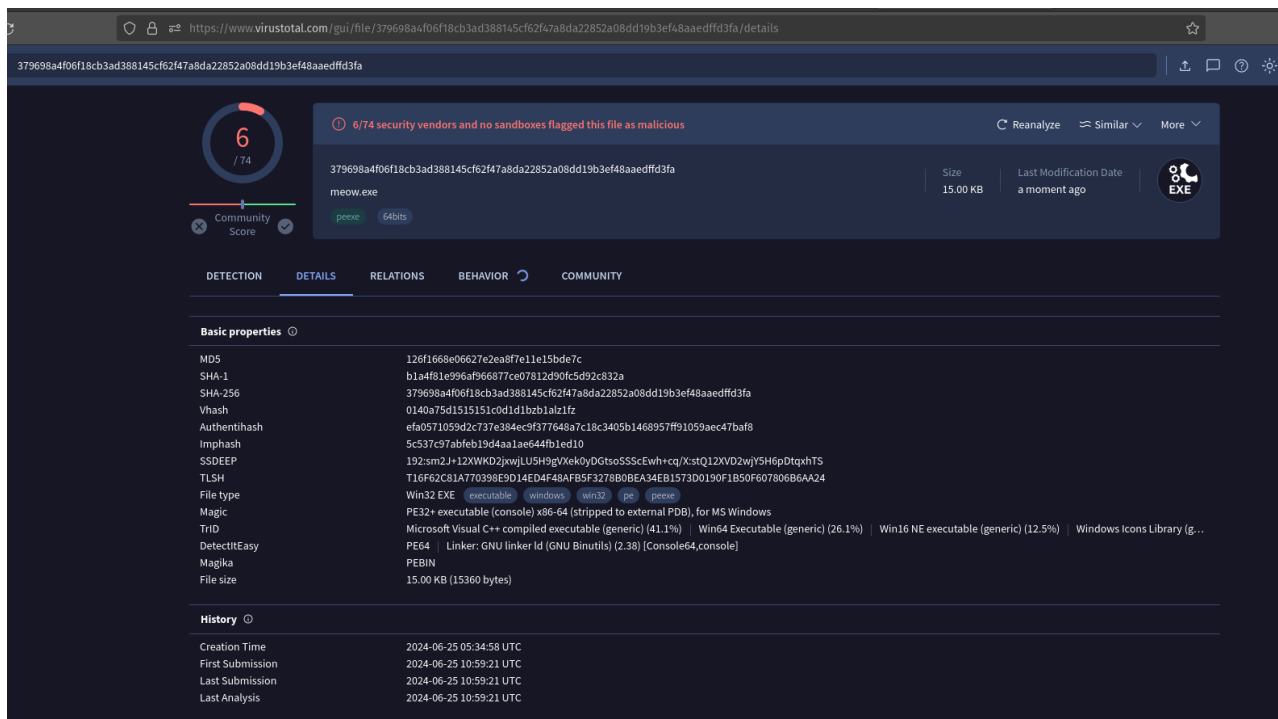 https://www.virustotal.com/gui/file/379698a4f06f18cb3ad388145cf62f47a8da22852a08dd19b3ef48aaedffd3fa/details
379698a4f06f18cb3ad388145cf62f47a8da22852a08dd19b3ef48aaedffd3fa
6
/ 74
Community
Score
6/74 security vendors and no sandboxes flagged this file as malicious
Reanalyze Similar More
379698a4f06f18cb3ad388145cf62f47a8da22852a08dd19b3ef48aaedffd3fa
meow.exe
peexe 64bits
Size
15.00 KB
Last Modification Date
a moment ago
EXE
DETECTION DETAILS RELATIONS BEHAVIOR COMMUNITY
Basic properties
MD5 126f1668e06627e2ea8f7e11e15bde7c
SHA-1 b1a4f81e996af966877ce07812d90fc5d92c832a
SHA-256 379698a4f06f18cb3ad388145cf62f47a8da22852a08dd19b3ef48aaedffd3fa
Vhash 0140a75d1515151c0d1d1bzb1alz1fz
Authentihash efa0571059d2c737e384ec9f377648a7c18c3405b1468957ff91059aec47baf8
Imphash 5c537c97abfeb19d4aa1ae644fb1ed10
SSDEEP 192:sm2J+12XWKD2jxwjLU5H9gVXek0yDGtsoSSScEwh+cq/X:stQ12XVD2wjY5H6pDtqxhTS
TLSH T16F62C81A770398E9D14ED4F48AFB5F3278B0BEA34EB1573D0190F1B50F607806B6AA24
File type Win32 EXE executable windows win32 pe peexe
Magic PE32+ executable (console) x86-64 (stripped to external PDB), for MS Windows
TrID Microsoft Visual C++ compiled executable (generic) (41.1%) | Win64 Executable (generic) (26.1%) | Win16 NE executable (generic) (12.5%) | Windows Icons Library (g...
DetectItEasy PE64 | Linker: GNU linker ld (GNU Binutils) (2.38) [Console64,console]
Magika PEBIN
File size 15.00 KB (15360 bytes)
History
Creation Time 2024-06-25 05:34:58 UTC
First Submission 2024-06-25 10:59:21 UTC
Last Submission 2024-06-25 10:59:21 UTC
Last Analysis 2024-06-25 10:59:21 UTC